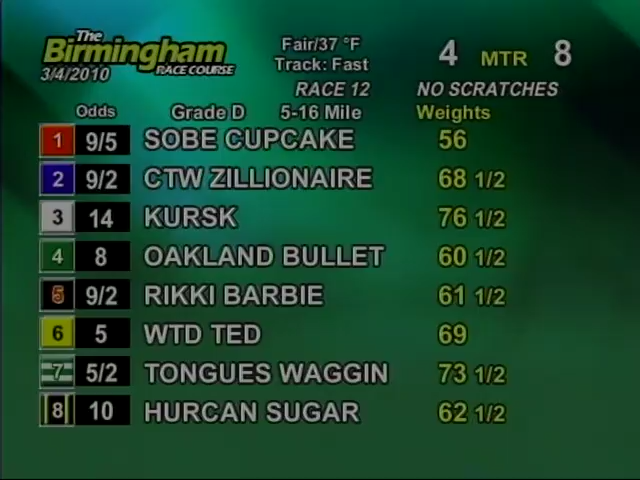 The
Birmingham
RACE COURSE
3/4/2010
Fair/37 °F
Track: Fast
4 MTR 8
RACE 12 NO SCRATCHES
Odds Grade D 5-16 Mile Weights
1 9/5 SOBE CUPCAKE 56
2 9/2 CTW ZILLIONAIRE 68 1/2
3 14 KURSK 76 1/2
4 8 OAKLAND BULLET 60 1/2
5 9/2 RIKKI BARBIE 61 1/2
6 5 WTD TED 69
7 5/2 TONGUES WAGGIN 73 1/2
8 10 HURCAN SUGAR 62 1/2